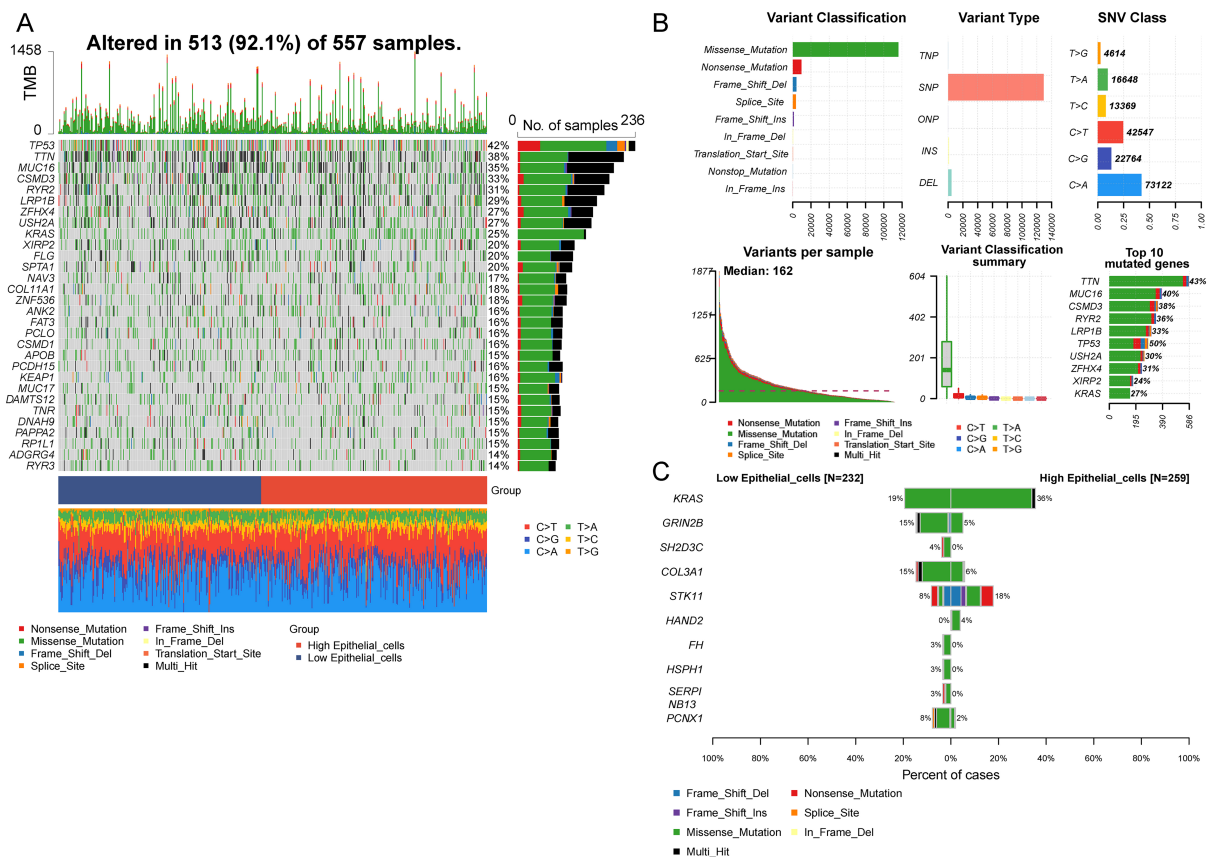 A
Altered in 513 (92.1%) of 557 samples.
1458
TMB
0
0
No. of samples
236
TP53 42%
TTN 38%
MUC16 35%
CSMD3 33%
RYR2 31%
LRP1B 29%
ZFHX4 27%
USH2A 27%
KRAS 25%
XIRP2 20%
FLG 20%
SPTA1 20%
NAV3 17%
COL11A1 18%
ZNF536 18%
ANK2 16%
FAT3 16%
PCLO 16%
CSMD1 16%
APOB 15%
PCDH15 16%
KEAP1 16%
MUC17 15%
DAMTS12 15%
TNR 15%
DNAH9 15%
PAPPA2 15%
RP1L1 15%
ADGRG4 14%
RYR3 14%
Group
C>T T>A
C>G T>C
C>A T>G
Nonsense_Mutation Frame_Shift_Ins
Missense_Mutation In_Frame_Del
Frame_Shift_Del Translation_Start_Site
Splice_Site Multi_Hit
Group
High Epithelial_cells
Low Epithelial_cells
B
Variant Classification
Missense_Mutation
Nonsense_Mutation
Frame_Shift_Del
Splice_Site
Frame_Shift_Ins
In_Frame_Del
Translation_Start_Site
Nonstop_Mutation
In_Frame_Ins
0 20000 40000 60000 80000 100000 120000
Variant Type
TNP
SNP
ONP
INS
DEL
0 20000 40000 60000 80000 100000 120000 140000
SNV Class
T>G 4614
T>A 16648
T>C 13369
C>T 42547
C>G 22764
C>A 73122
0.00 0.25 0.50 0.75 1.00
Variants per sample
Median: 162
1877
1251
625
0
Nonsense_Mutation Frame_Shift_Ins
Missense_Mutation In_Frame_Del
Frame_Shift_Del Translation_Start_Site
Splice_Site Multi_Hit
Variant Classification
summary
604
402
201
0
C>T T>A
C>G T>C
C>A T>G
Top 10
mutated genes
TTN 43%
MUC16 40%
CSMD3 38%
RYR2 36%
LRP1B 33%
TP53 50%
USH2A 30%
ZFHX4 31%
XIRP2 24%
KRAS 27%
0 195 390 586
C
Low Epithelial_cells [N=232] High Epithelial_cells [N=259]
KRAS 19% 36%
GRIN2B 15% 5%
SH2D3C 4% 0%
COL3A1 15% 6%
STK11 8% 18%
HAND2 0% 4%
FH 3% 0%
HSPH1 3% 0%
SERPI
NB13 3% 0%
PCNX1 8% 2%
100% 80% 60% 40% 20% 0% 20% 40% 60% 80% 100%
Percent of cases
Frame_Shift_Del Nonsense_Mutation
Frame_Shift_Ins Splice_Site
Missense_Mutation In_Frame_Del
Multi_Hit